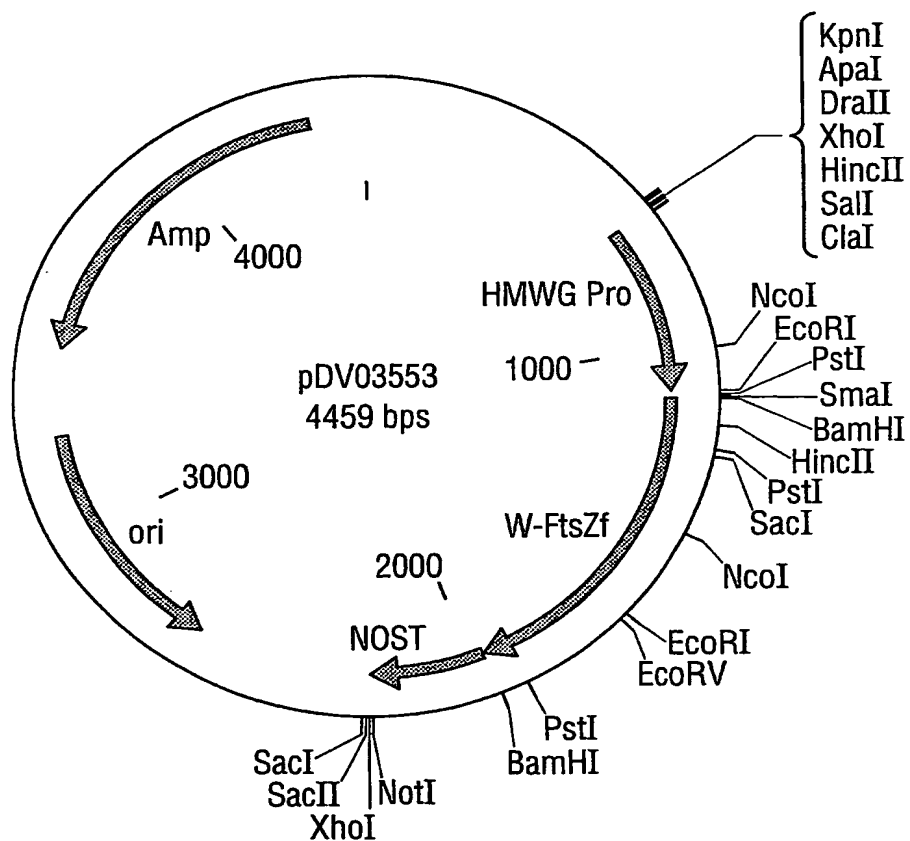 KpnI
ApaI
DraII
XhoI
HincII
SalI
ClaI
I
Amp
4000
HMWG Pro
NcoI
EcoRI
PstI
SmaI
BamHI
HincII
PstI
SacI
1000
pDV03553
4459 bps
3000
ori
W-FtsZf
NcoI
2000
NOST
EcoRI
EcoRV
PstI
BamHI
SacI
SacII
NotI
XhoI